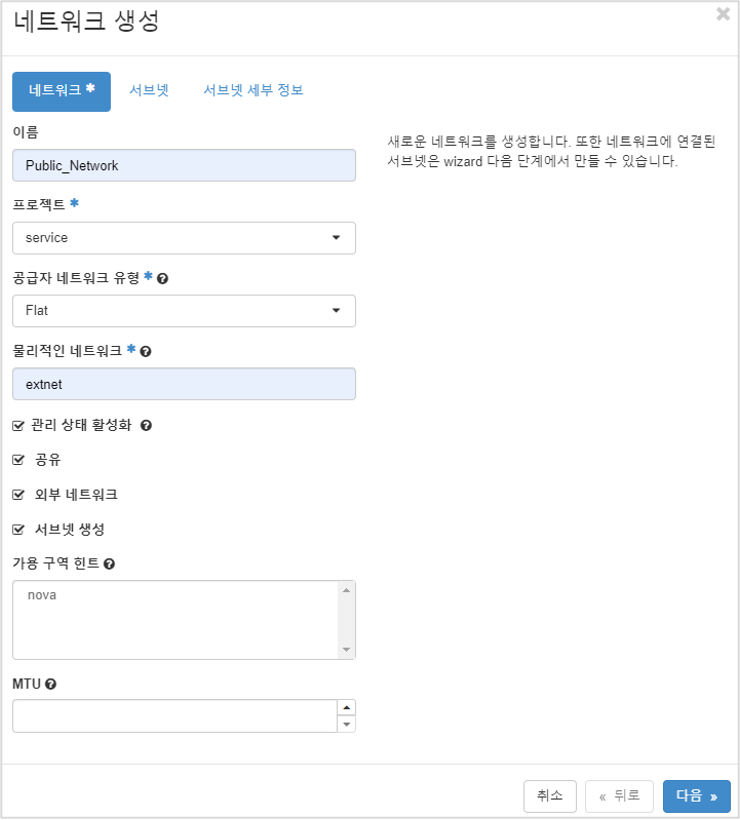 네트워크 생성
네트워크 * 서브넷 서브넷 세부 정보
이름
Public_Network
새로운 네트워크를 생성합니다. 또한 네트워크에 연결된
서브넷은 wizard 다음 단계에서 만들 수 있습니다.
프로젝트 *
service
공급자 네트워크 유형 *
Flat
물리적인 네트워크 *
extnet
관리 상태 활성화
공유
외부 네트워크
서브넷 생성
가용 구역 힌트
nova
MTU
취소 « 뒤로 다음 »